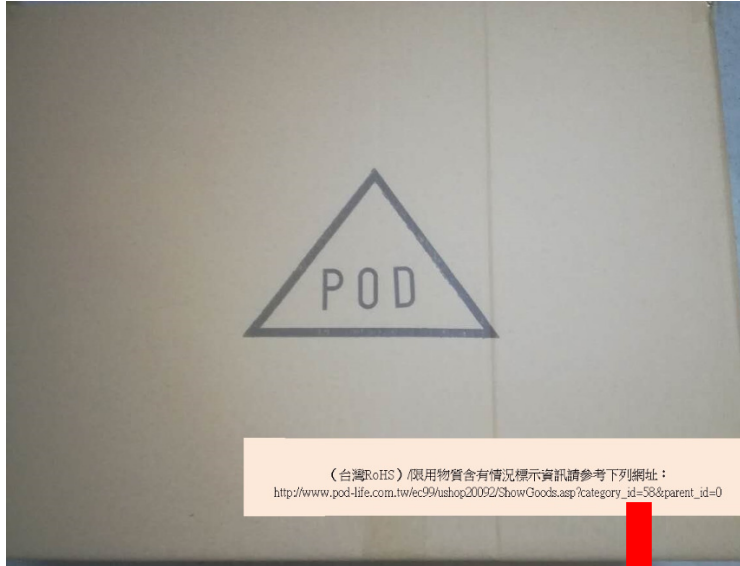 POD
（台灣RoHS）/限用物質含有情況標示資訊請參考下列網址：
http://www.pod-life.com.tw/ec99/ushop20092/ShowGoods.asp?category_id=58&parent_id=0